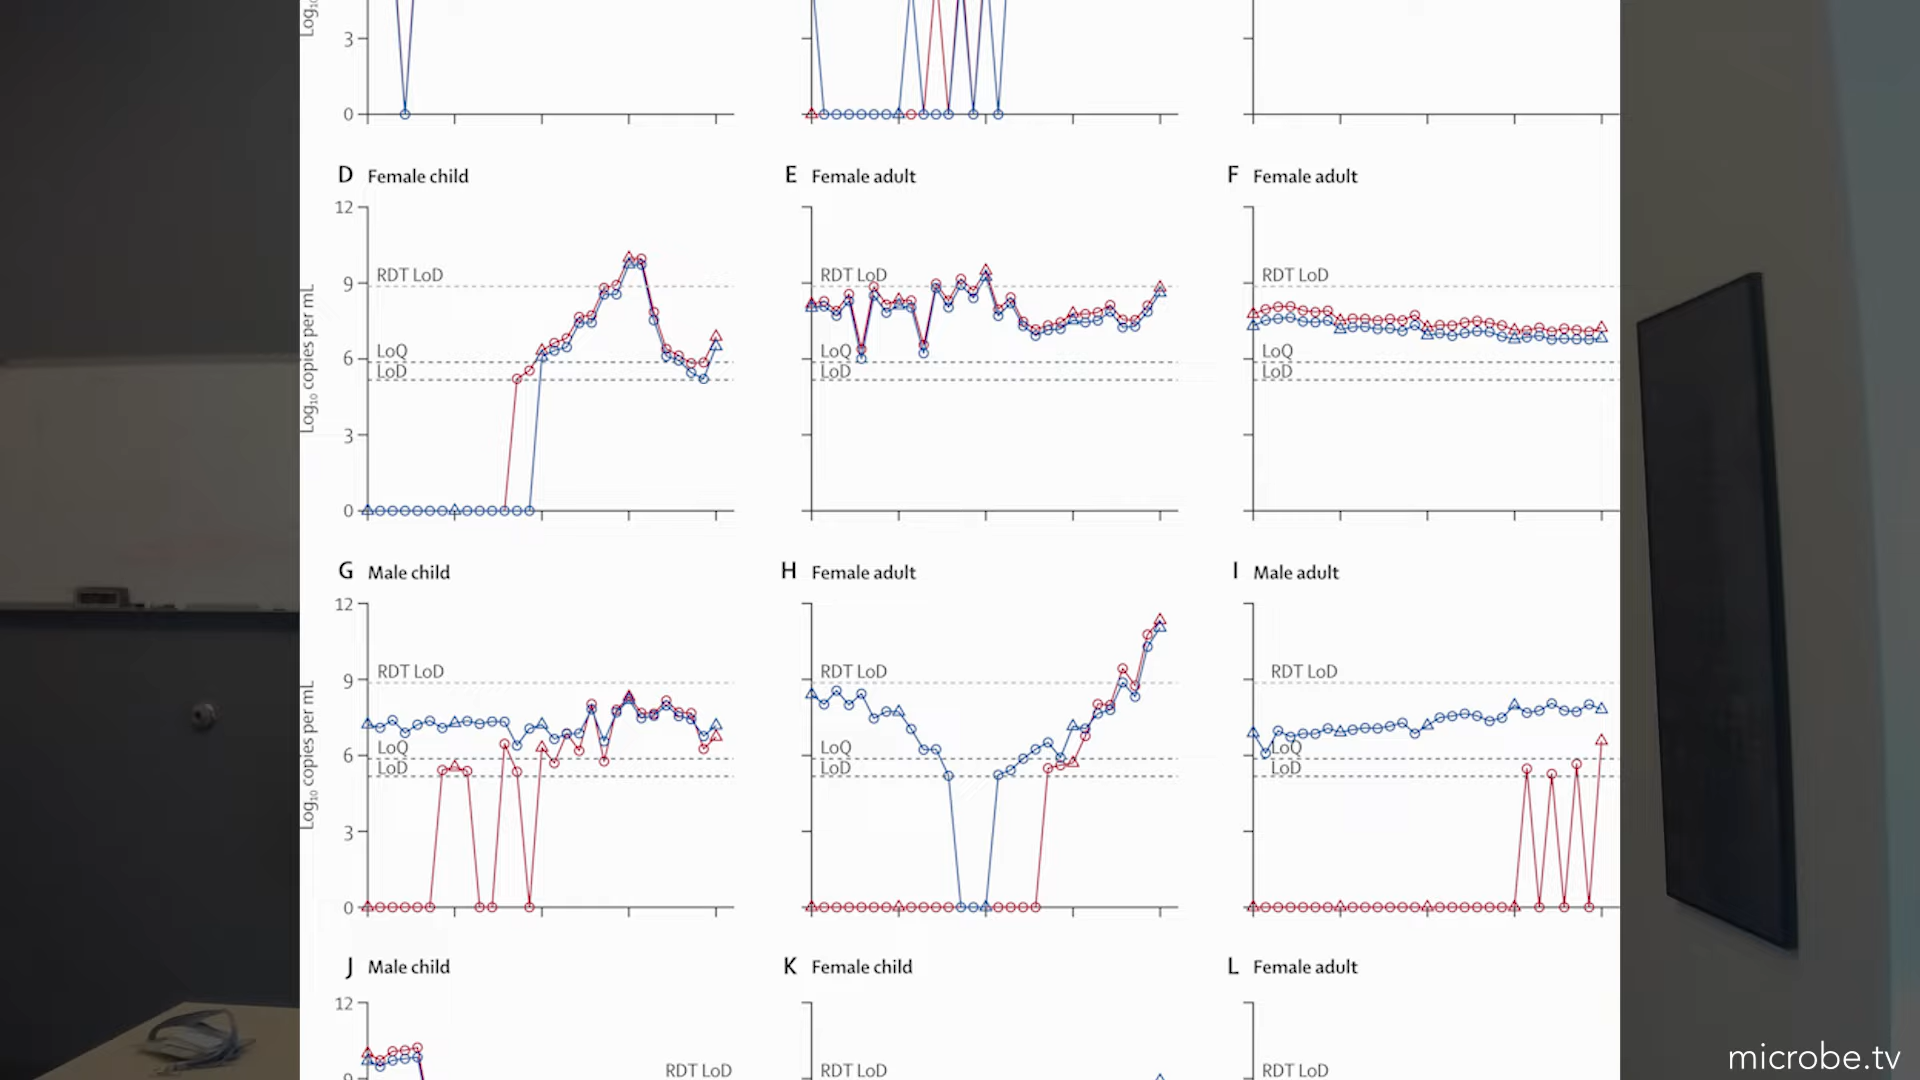 Log10
3
0
D Female child
E Female adult
F Female adult
12
9
6
3
0
Log10 copies per mL
RDT LoD
LoQ
LoD
RDT LoD
LoQ
LoD
RDT LoD
LoQ
LoD
G Male child
H Female adult
I Male adult
12
9
6
3
0
Log10 copies per mL
RDT LoD
LoQ
LoD
RDT LoD
LoQ
LoD
RDT LoD
LoQ
LoD
J Male child
K Female child
L Female adult
12
9
RDT LoD
RDT LoD
RDT LoD
microbe.tv